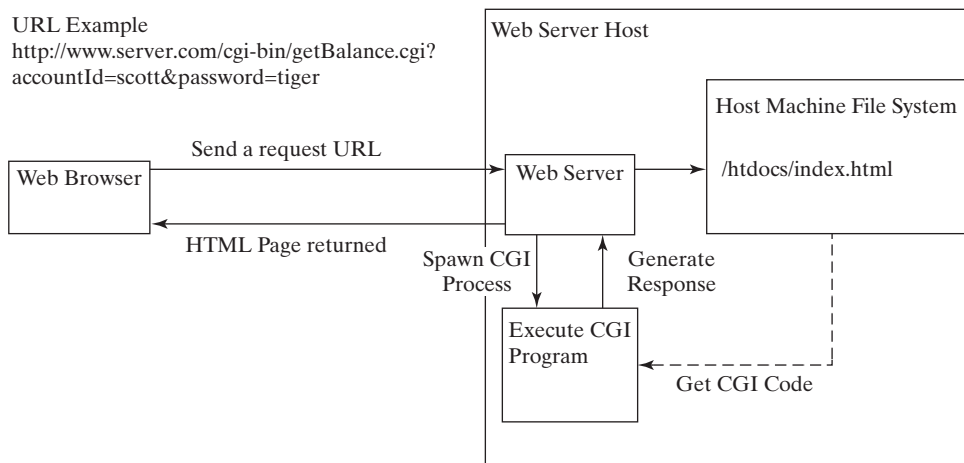 URL Example
http://www.server.com/cgi-bin/getBalance.cgi?
accountId=scott&password=tiger
Web Server Host
Host Machine File System
/htdocs/index.html
Send a request URL
Web Browser
Web Server
HTML Page returned
Spawn CGI
Process
Generate
Response
Execute CGI
Program
Get CGI Code